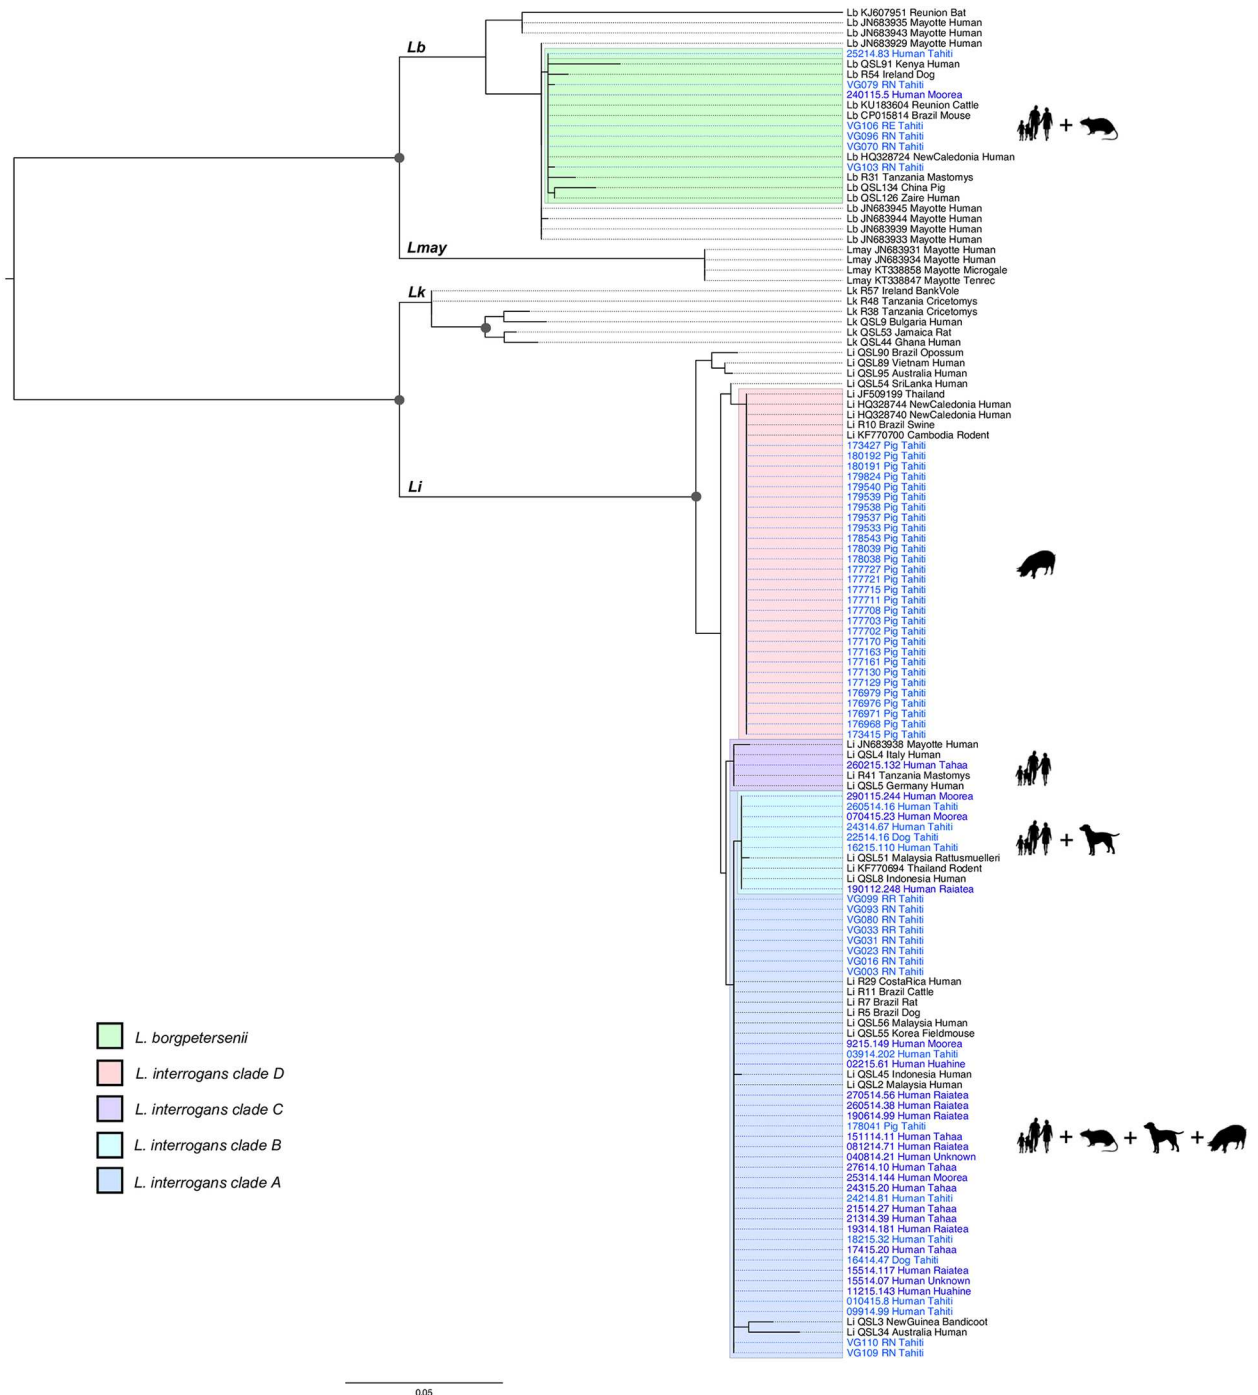 Lb KJ607951 Reunion Bat
Lb JN683935 Mayotte Human
Lb JN683943 Mayotte Human
Lb JN683929 Mayotte Human
Lb
25214.83 Human Tahiti
Lb QSL91 Kenya Human
Lb R54 Ireland Dog
VG079 RN Tahiti
240115.5 Human Moorea
Lb KU183604 Reunion Cattle
Lb CP015814 Brazil Mouse
VG106 RE Tahiti
+
VG096 RN Tahiti
VG070 RN Tahiti
Lb HQ328724 NewCaledonia Human
VG103 RN Tahiti
Lb R31 Tanzania Mastomys
Lb QSL134 China Pig
Lb QSL126 Zaire Human
Lb JN683945 Mayotte Human
Lb JN683944 Mayotte Human
Lb JN683939 Mayotte Human
Lb JN683933 Mayotte Human
Lmay
Lmay JN683931 Mayotte Human
Lmay JN683934 Mayotte Human
Lmay KT338858 Mayotte Microgale
Lmay KT338847 Mayotte Tenrec
Lk
Lk R57 Ireland BankVole
Lk R48 Tanzania Cricetomys
Lk R38 Tanzania Cricetomys
Lk QSL9 Bulgaria Human
Lk QSL53 Jamaica Rat
Lk QSL44 Ghana Human
Li QSL90 Brazil Opossum
Li QSL89 Vietnam Human
Li QSL95 Australia Human
Li QSL54 SriLanka Human
Li JF509199 Thailand
Li HQ328744 NewCaledonia Human
Li HQ328740 NewCaledonia Human
Li R10 Brazil Swine
Li KF770700 Cambodia Rodent
173427 Pig Tahiti
180192 Pig Tahiti
180191 Pig Tahiti
179824 Pig Tahiti
179540 Pig Tahiti
Li
179539 Pig Tahiti
179538 Pig Tahiti
179537 Pig Tahiti
179533 Pig Tahiti
178543 Pig Tahiti
178039 Pig Tahiti
178038 Pig Tahiti
177727 Pig Tahiti
177721 Pig Tahiti
177715 Pig Tahiti
177711 Pig Tahiti
177708 Pig Tahiti
177703 Pig Tahiti
177702 Pig Tahiti
177170 Pig Tahiti
177163 Pig Tahiti
177161 Pig Tahiti
177130 Pig Tahiti
177129 Pig Tahiti
176979 Pig Tahiti
176976 Pig Tahiti
176971 Pig Tahiti
176968 Pig Tahiti
173415 Pig Tahiti
Li JN683938 Mayotte Human
Li QSL4 Italy Human
260215.132 Human Tahaa
Li R41 Tanzania Mastomys
Li QSL5 Germany Human
290115.244 Human Moorea
260514.16 Human Tahiti
070415.23 Human Moorea
24314.67 Human Tahiti
22514.16 Dog Tahiti
+
16215.110 Human Tahiti
Li QSL51 Malaysia Rattusmuelleri
Li KF770694 Thailand Rodent
Li QSL8 Indonesia Human
190112.248 Human Raiatea
VG099 RR Tahiti
VG093 RN Tahiti
VG080 RN Tahiti
VG033 RR Tahiti
VG031 RN Tahiti
VG023 RN Tahiti
VG016 RN Tahiti
VG003 RN Tahiti
Li R29 CostaRica Human
Li R11 Brazil Cattle
Li R7 Brazil Rat
Li R5 Brazil Dog
Li QSL56 Malaysia Human
Li QSL55 Korea Fieldmouse
9215.149 Human Moorea
03914.202 Human Tahiti
02215.61 Human Huahine
Li QSL45 Indonesia Human
Li QSL2 Malaysia Human
270514.56 Human Raiatea
260514.38 Human Raiatea
190614.99 Human Raiatea
178041 Pig Tahiti
151114.11 Human Tahaa
+ + +
081214.71 Human Raiatea
040814.21 Human Unknown
27614.10 Human Tahaa
25314.144 Human Moorea
24315.20 Human Tahaa
24214.81 Human Tahiti
21514.27 Human Tahaa
21314.39 Human Tahaa
19314.181 Human Raiatea
18215.32 Human Tahiti
17415.20 Human Tahaa
16414.47 Dog Tahiti
15514.117 Human Raiatea
15514.07 Human Unknown
11215.143 Human Huahine
010415.8 Human Tahiti
09914.99 Human Tahiti
Li QSL3 NewGuinea Bandicoot
Li QSL34 Australia Human
VG110 RN Tahiti
VG109 RN Tahiti
L. borgpetersenii
L. interrogans clade D
L. interrogans clade C
L. interrogans clade B
L. interrogans clade A
0.05